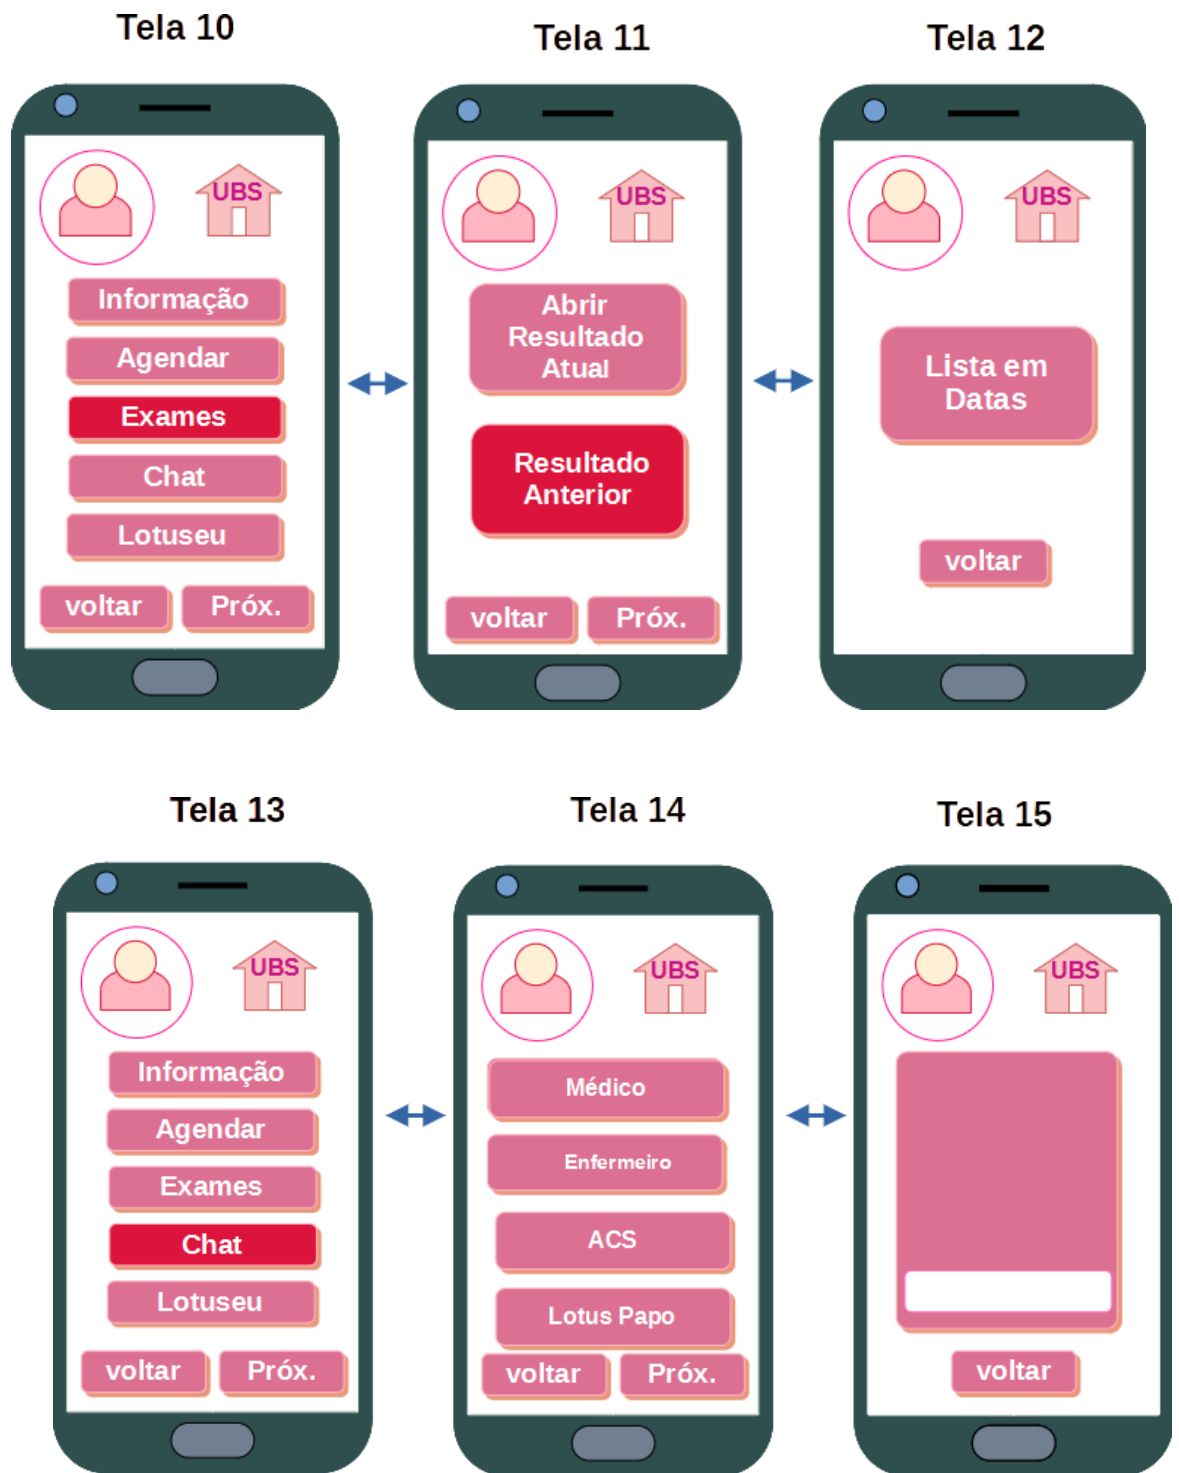 Tela 10
Tela 11
Tela 12
UBS
Informação
Agendar
Exames
Chat
Lotuseu
voltar
Próx.
UBS
Abrir
Resultado
Atual
Resultado
Anterior
voltar
Próx.
UBS
Lista em
Datas
voltar
Tela 13
Tela 14
Tela 15
UBS
Informação
Agendar
Exames
Chat
Lotuseu
voltar
Próx.
UBS
Médico
Enfermeiro
ACS
Lotus Papo
voltar
Próx.
UBS
voltar